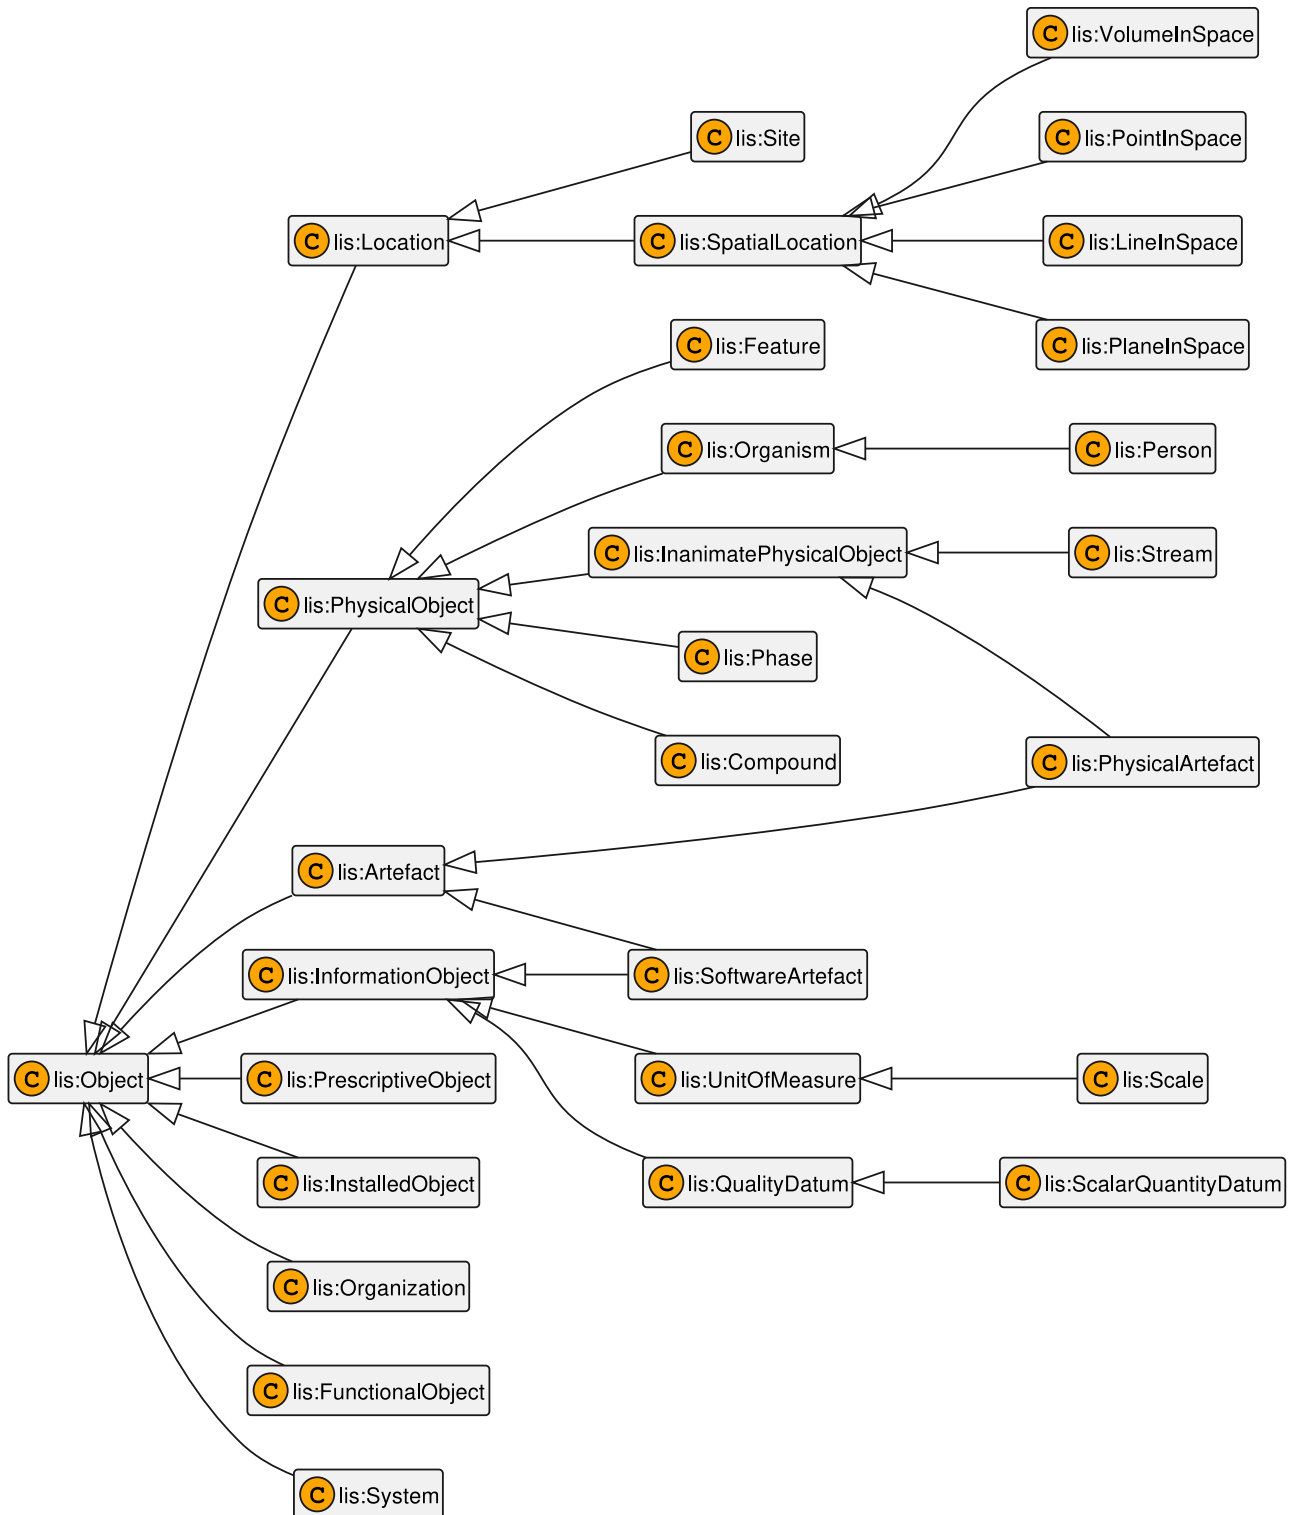 C lis:VolumeInSpace
C lis:Site
C lis:PointInSpace
C lis:Location
C lis:SpatialLocation
C lis:LineInSpace
C lis:Feature
C lis:PlaneInSpace
C lis:Organism
C lis:Person
C lis:InanimatePhysicalObject
C lis:Stream
C lis:PhysicalObject
C lis:Phase
C lis:Compound
C lis:PhysicalArtefact
C lis:Artefact
C lis:InformationObject
C lis:SoftwareArtefact
C lis:Object
C lis:PrescriptiveObject
C lis:UnitOfMeasure
C lis:Scale
C lis:InstalledObject
C lis:QualityDatum
C lis:ScalarQuantityDatum
C lis:Organization
C lis:FunctionalObject
C lis:System